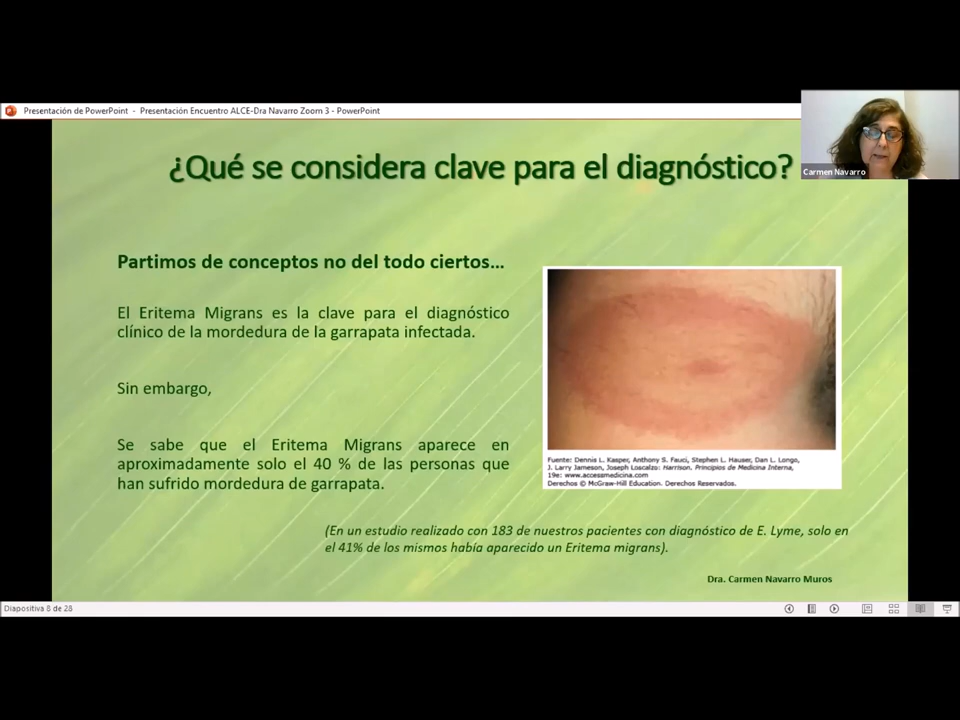 Presentación de PowerPoint - Presentación Encuentro ALCE-Dra Navarro Zoom 3 - PowerPoint
Carmen Navarro
¿Qué se considera clave para el diagnóstico?
Partimos de conceptos no del todo ciertos...
El Eritema Migrans es la clave para el diagnóstico
clínico de la mordedura de la garrapata infectada.
Sin embargo,
Se sabe que el Eritema Migrans aparece en
aproximadamente solo el 40 % de las personas que
han sufrido mordedura de garrapata.
Fuente: Dennis L. Kasper, Anthony S. Fauci, Stephen L. Hauser, Dan L. Longo,
J. Larry Jameson, Joseph Loscalzo: Harrison. Principios de Medicina Interna,
19e: www.accessmedicina.com
Derechos © McGraw-Hill Education. Derechos Reservados.
(En un estudio realizado con 183 de nuestros pacientes con diagnóstico de E. Lyme, solo en
el 41% de los mismos había aparecido un Eritema migrans).
Dra. Carmen Navarro Muros
Diapositiva 8 de 28